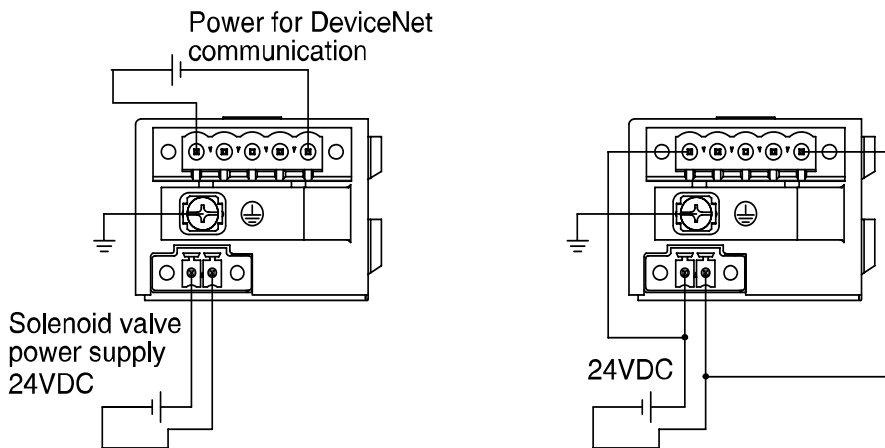 Power for DeviceNet
communication
Solenoid valve
power supply
24VDC
24VDC